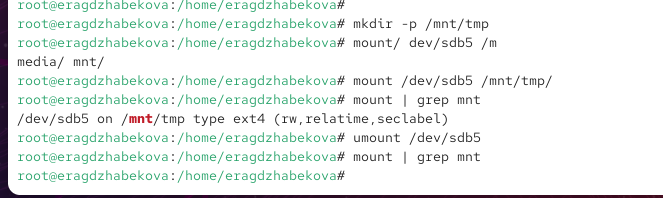 root@eragdzhabekova:/home/eragdzhabekova#
root@eragdzhabekova:/home/eragdzhabekova# mkdir -p /mnt/tmp
root@eragdzhabekova:/home/eragdzhabekova# mount/ dev/sdb5 /m
media/ mnt/
root@eragdzhabekova:/home/eragdzhabekova# mount /dev/sdb5 /mnt/tmp/
root@eragdzhabekova:/home/eragdzhabekova# mount | grep mnt
/dev/sdb5 on /mnt/tmp type ext4 (rw,relatime,seclabel)
root@eragdzhabekova:/home/eragdzhabekova# umount /dev/sdb5
root@eragdzhabekova:/home/eragdzhabekova# mount | grep mnt
root@eragdzhabekova:/home/eragdzhabekova#